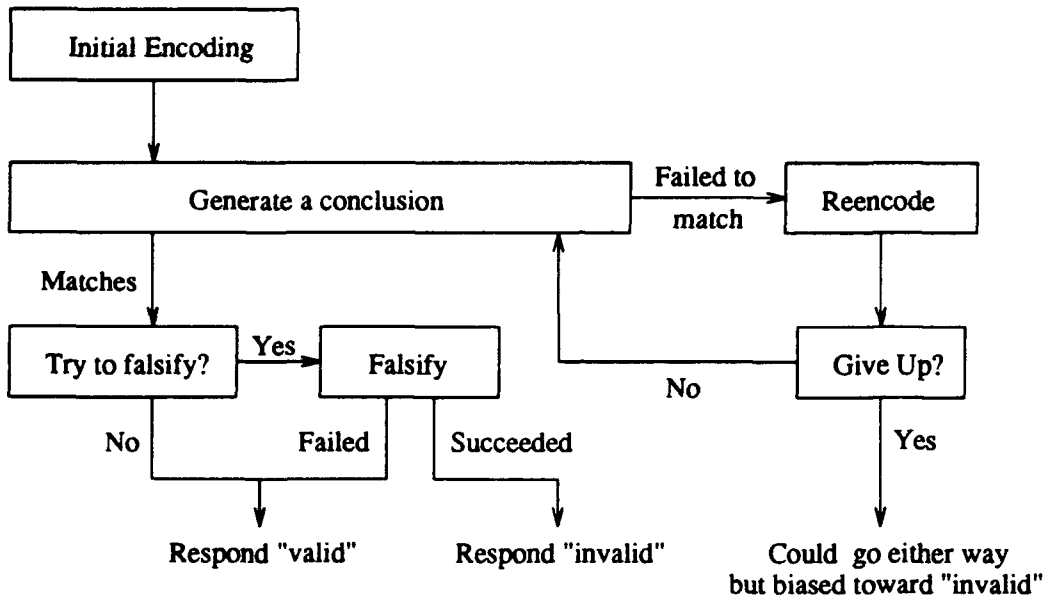 Initial Encoding
Generate a conclusion
Failed to
match
Reencode
Matches
Try to falsify?
Yes
Falsify
No
Give Up?
No
Failed
Succeeded
Yes
Respond "valid"
Respond "invalid"
Could go either way
but biased toward "invalid"